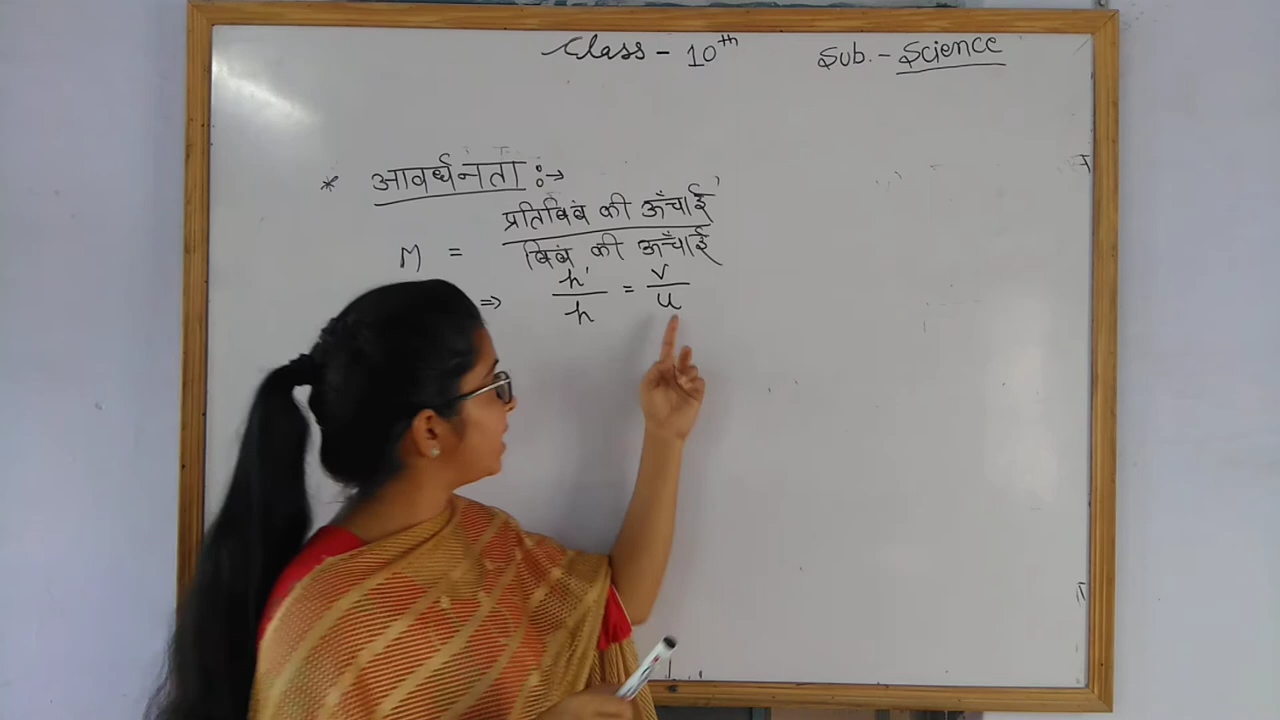 Class - 10th
Sub. - Science
* आवर्धनता :→
प्रतिबिंब की ऊँचाई
M =
बिंब की ऊँचाई
⇒ h'/h = v/u